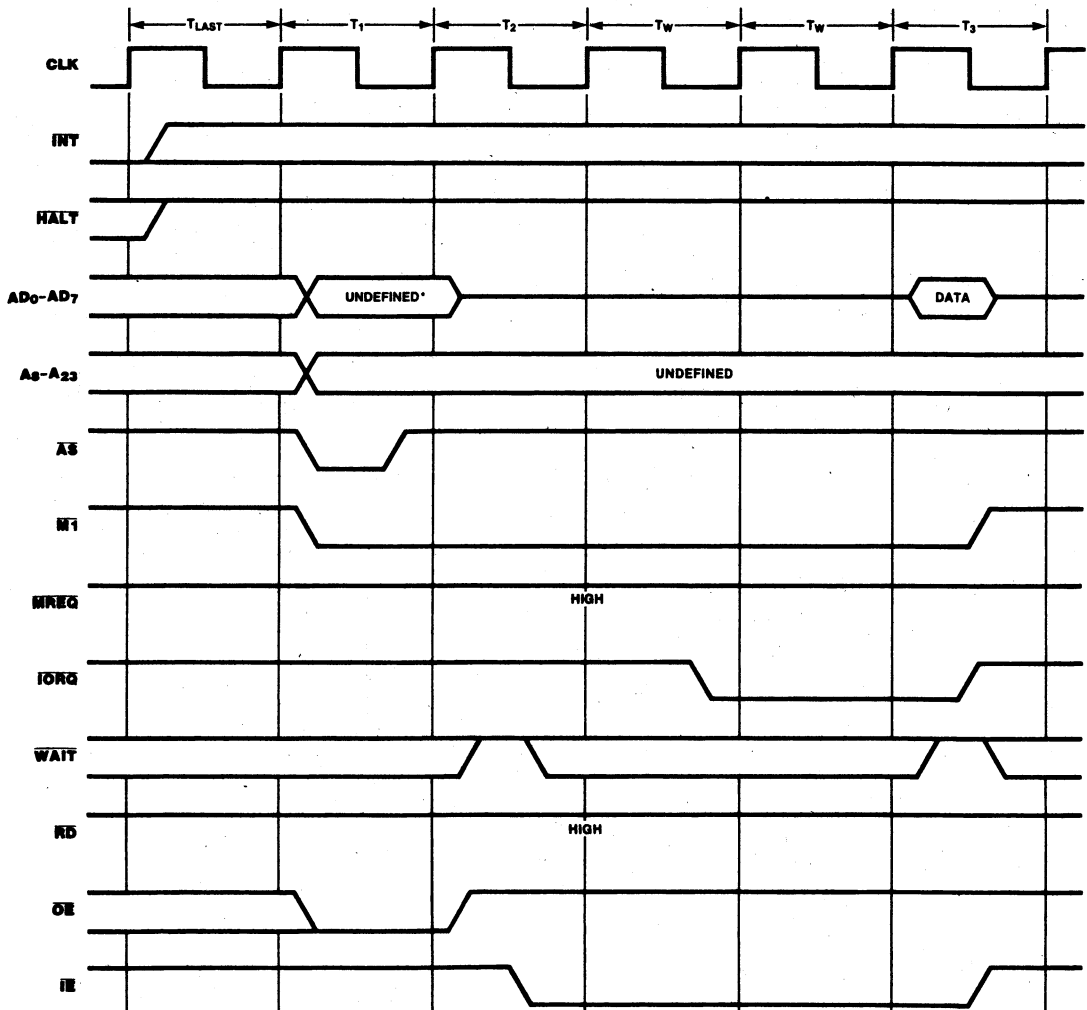 TLAST T1 T2 TW TW T3
CLK
INT
HALT
AD0-AD7 UNDEFINED* DATA
A8-A23 UNDEFINED
AS
M1
MREQ HIGH
IORQ
WAIT
RD HIGH
OE
IE